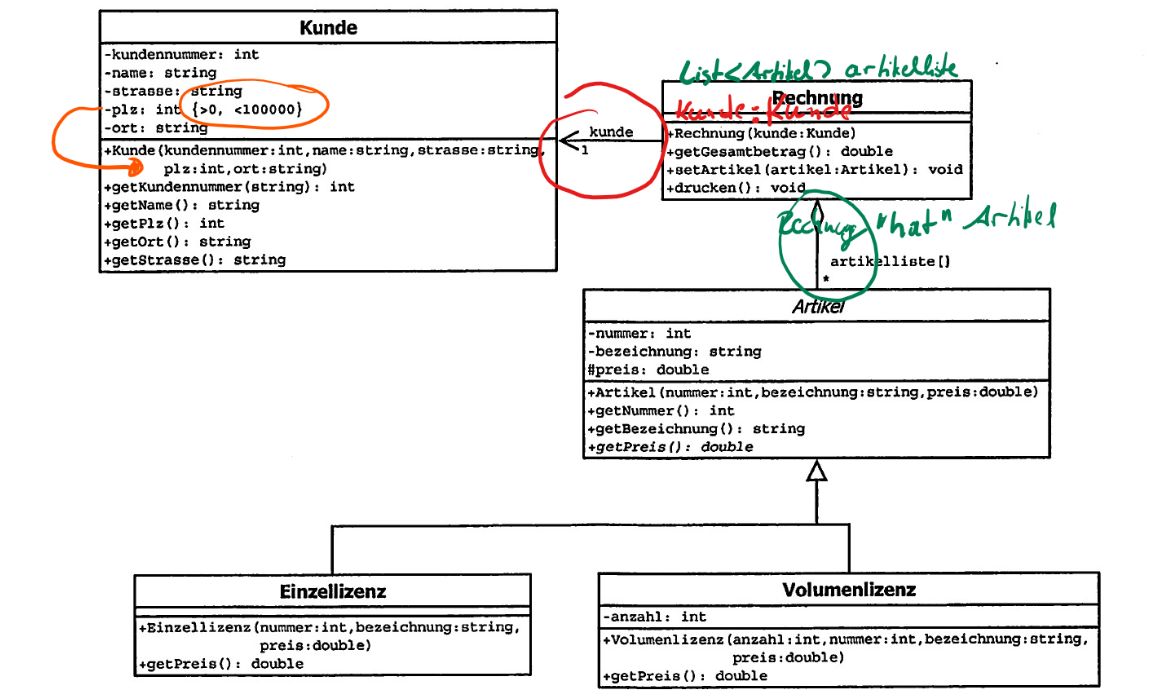 Kunde
-kundennummer: int
-name: string
-strasse: string
-plz: int {>0, <100000}
-ort: string
+Kunde(kundennummer:int,name:string,strasse:string,
plz:int,ort:string)
+getKundennummer(string): int
+getName(): string
+getPlz(): int
+getOrt(): string
+getStrasse(): string
kunde
1
List<Artikel> artikelliste
Rechnung
Kunde:Kunde
+Rechnung(kunde:Kunde)
+getGesamtbetrag(): double
+setArtikel(artikel:Artikel): void
+drucken(): void
Rechnung "hat" Artikel
artikelliste[]
*
Artikel
-nummer: int
-bezeichnung: string
#preis: double
+Artikel(nummer:int,bezeichnung:string,preis:double)
+getNummer(): int
+getBezeichnung(): string
+getPreis(): double
Einzellizenz
+Einzellizenz(nummer:int,bezeichnung:string,
preis:double)
+getPreis(): double
Volumenlizenz
-anzahl: int
+Volumenlizenz(anzahl:int,nummer:int,bezeichnung:string,
preis:double)
+getPreis(): double